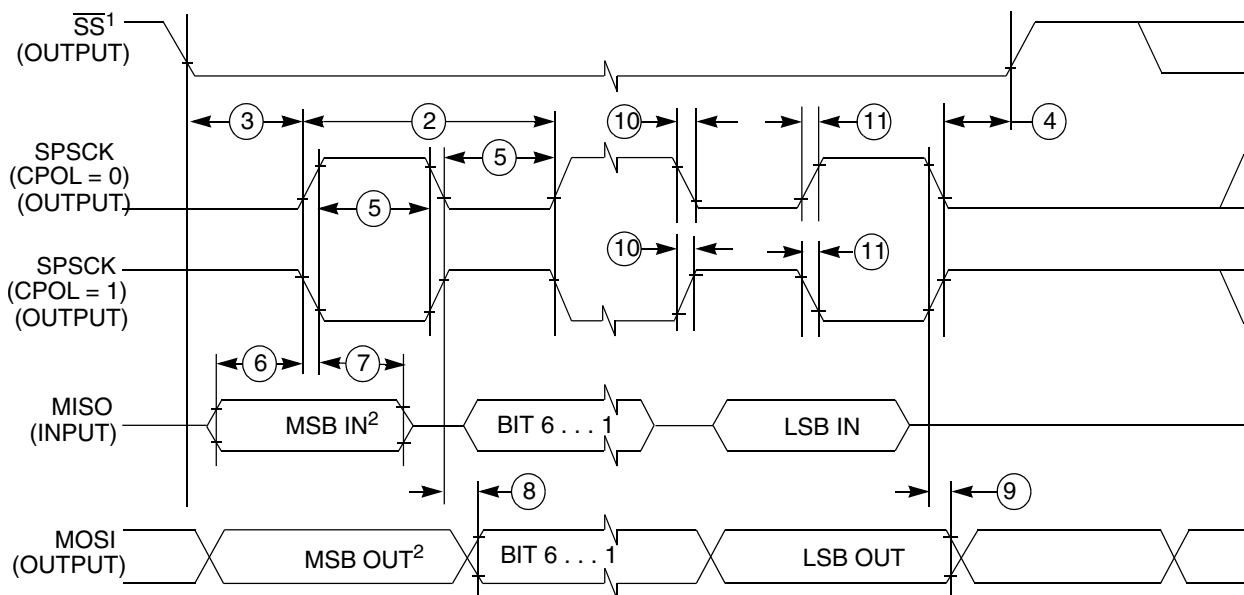 SS¹
(OUTPUT)
3
2
10
11
4
5
SPSCK
(CPOL = 0)
(OUTPUT)
5
SPSCK
(CPOL = 1)
(OUTPUT)
10
11
6
7
MISO
(INPUT)
MSB IN²
BIT 6 . . . 1
LSB IN
8
9
MOSI
(OUTPUT)
MSB OUT²
BIT 6 . . . 1
LSB OUT